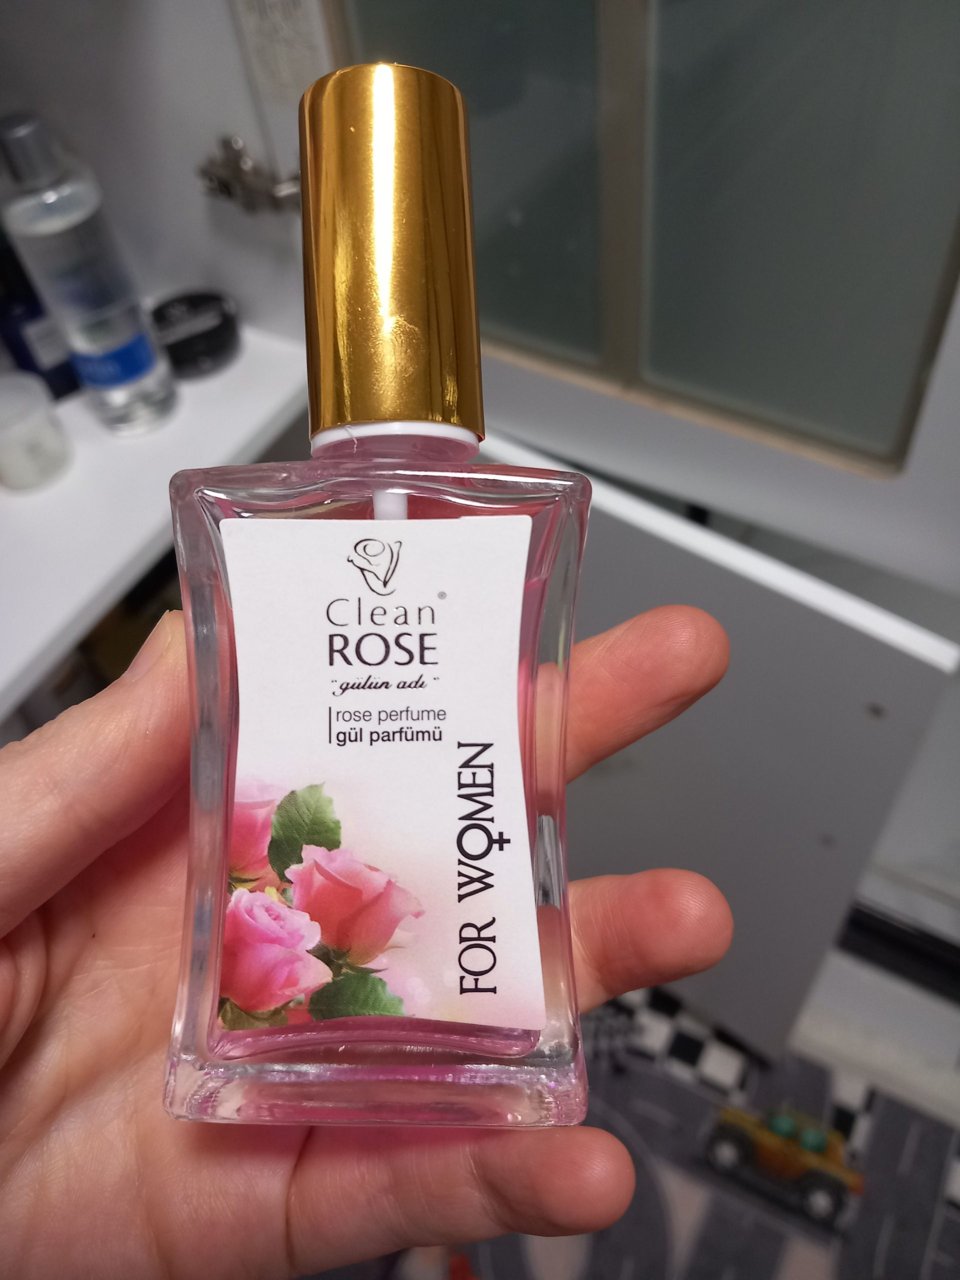 Clean®
ROSE
"gülün adı"
rose perfume
gül parfümü
FOR WOMEN